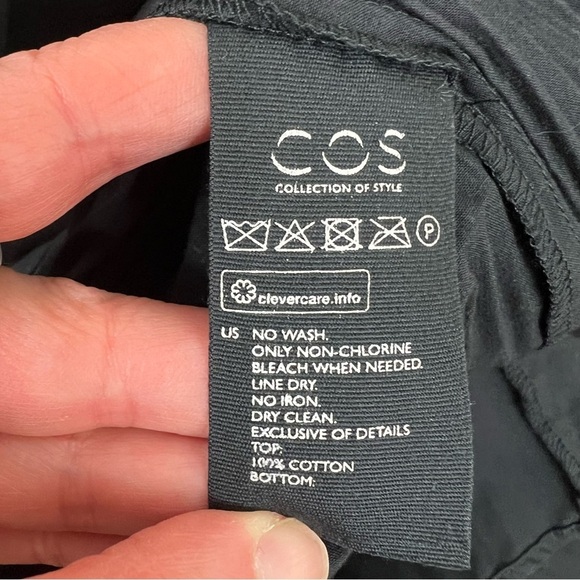 COS
COLLECTION OF STYLE
P
clevercare.info
US NO WASH.
ONLY NON-CHLORINE
BLEACH WHEN NEEDED.
LINE DRY.
NO IRON.
DRY CLEAN.
EXCLUSIVE OF DETAILS
TOP:
100% COTTON
BOTTOM: